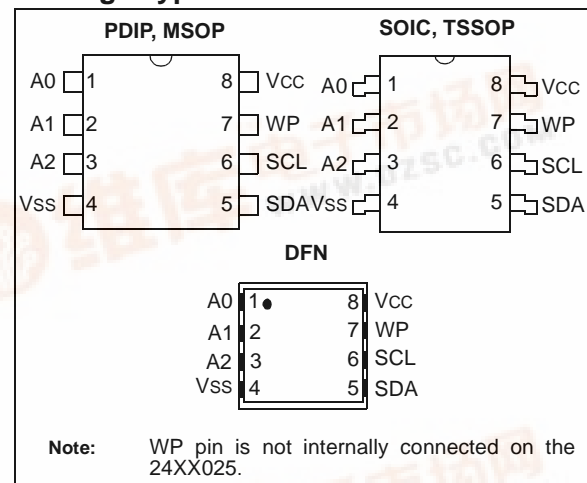 PDIP, MSOP
A0 1 8 VCC
A1 2 7 WP
A2 3 6 SCL
VSS 4 5 SDA
SOIC, TSSOP
A0 1 8 VCC
A1 2 7 WP
A2 3 6 SCL
VSS 4 5 SDA
DFN
A0 1 8 VCC
A1 2 7 WP
A2 3 6 SCL
VSS 4 5 SDA
Note: WP pin is not internally connected on the
24XX025.